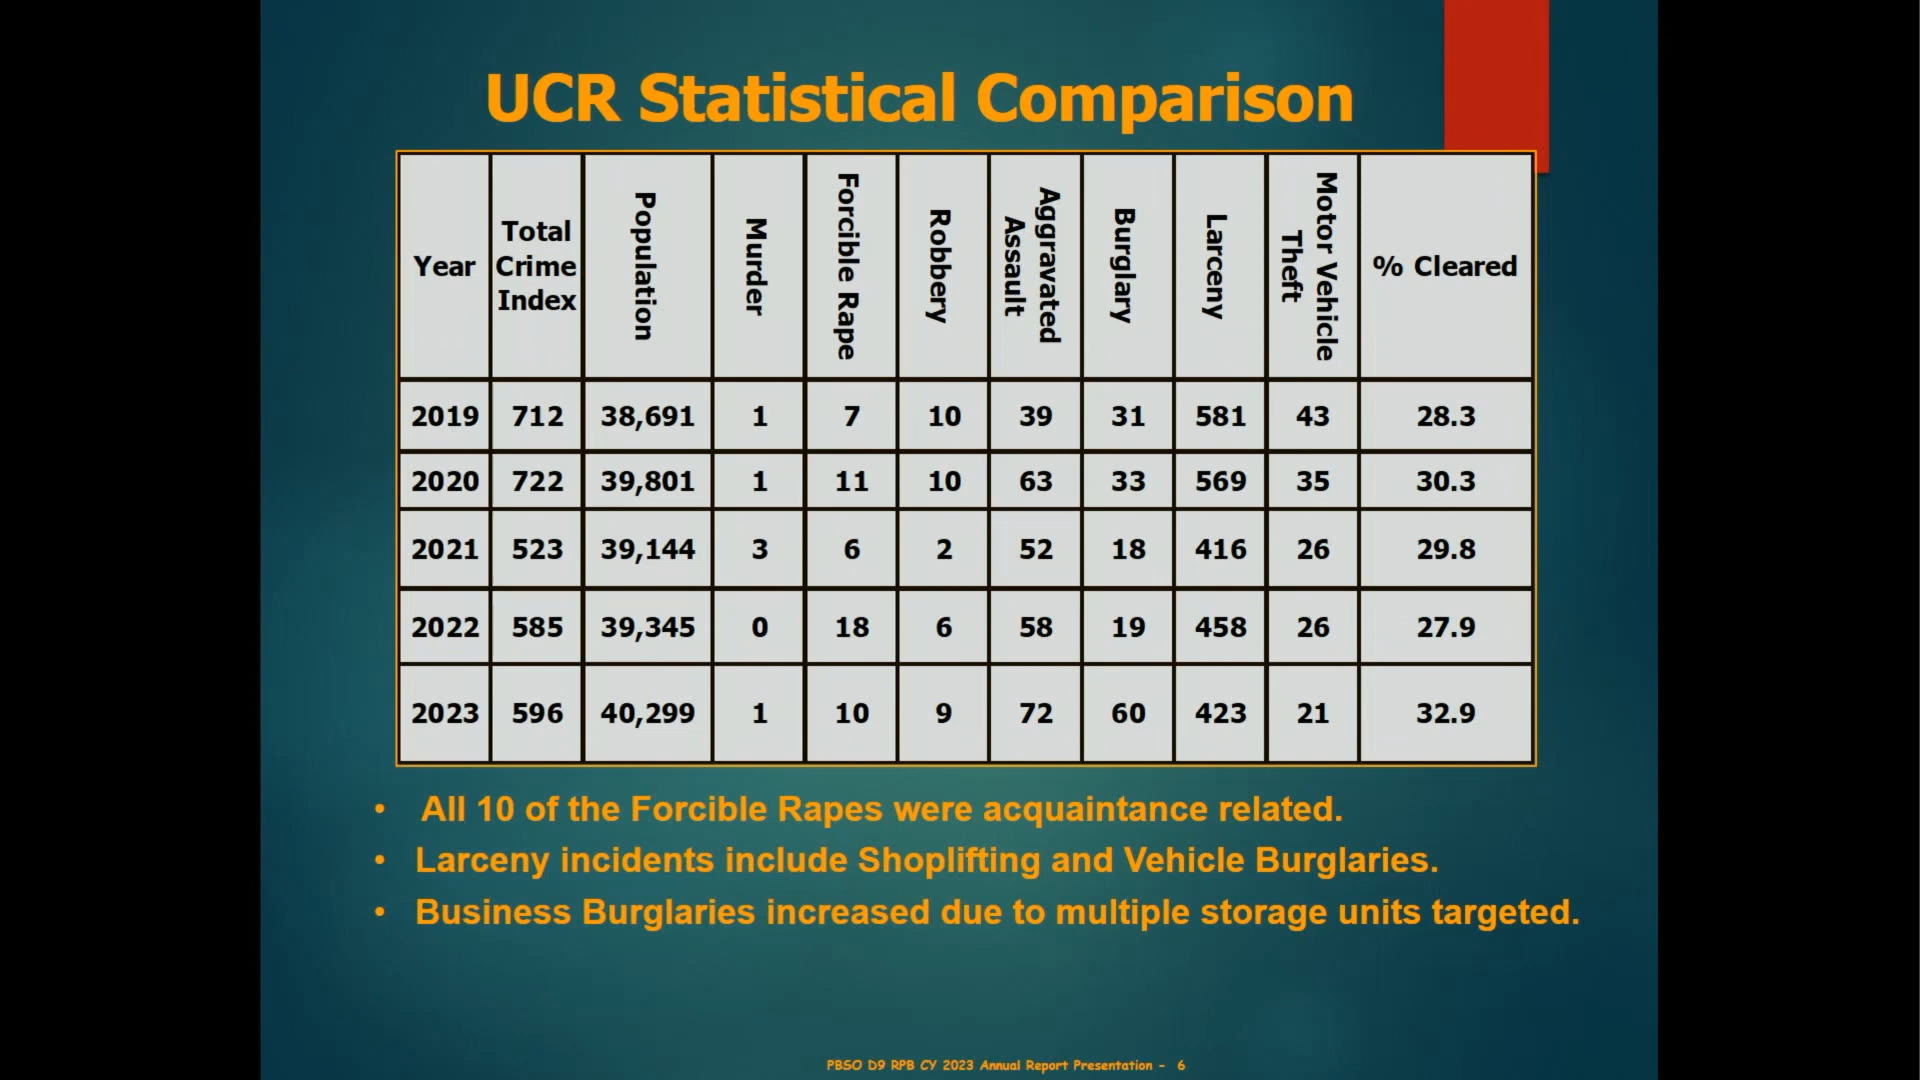 UCR Statistical Comparison
Year Total Crime Index Population Murder Forcible Rape Robbery Aggravated Assault Burglary Larceny Motor Vehicle Theft % Cleared
2019 712 38,691 1 7 10 39 31 581 43 28.3
2020 722 39,801 1 11 10 63 33 569 35 30.3
2021 523 39,144 3 6 2 52 18 416 26 29.8
2022 585 39,345 0 18 6 58 19 458 26 27.9
2023 596 40,299 1 10 9 72 60 423 21 32.9
• All 10 of the Forcible Rapes were acquaintance related.
• Larceny incidents include Shoplifting and Vehicle Burglaries.
• Business Burglaries increased due to multiple storage units targeted.
PBSO D9 RPB CY 2023 Annual Report Presentation - 6